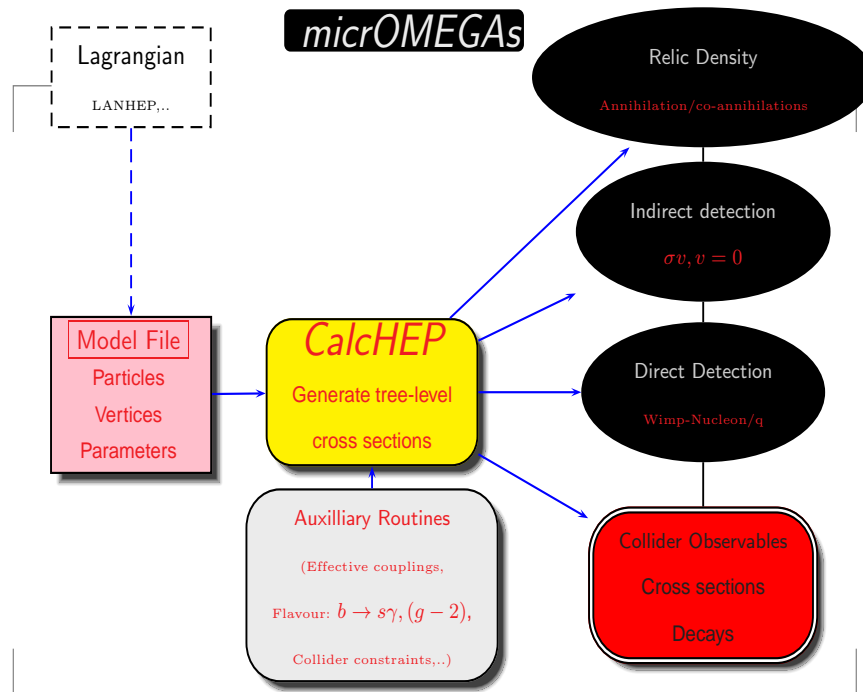 micrOMEGAs
Lagrangian
LANHEP,..
Model File
Particles
Vertices
Parameters
CalcHEP
Generate tree-level
cross sections
Auxilliary Routines
(Effective couplings,
Flavour: b → sγ, (g − 2),
Collider constraints,..)
Relic Density
Annihilation/co-annihilations
Indirect detection
σv, v = 0
Direct Detection
Wimp-Nucleon/q
Collider Observables
Cross sections
Decays